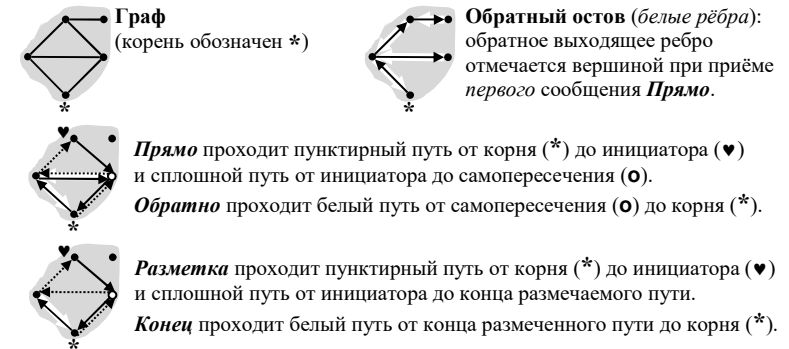 Граф
(корень обозначен *)
*
Обратный остов (белые рёбра):
обратное выходящее ребро
отмечается вершиной при приёме
первого сообщения Прямо.
*
♥
Прямо проходит пунктирный путь от корня (*) до инициатора (♥)
и сплошной путь от инициатора до самопересечения (o).
Обратно проходит белый путь от самопересечения (o) до корня (*).
*
♥
Разметка проходит пунктирный путь от корня (*) до инициатора (♥)
и сплошной путь от инициатора до конца размечаемого пути.
Конец проходит белый путь от конца размеченного пути до корня (*).
*